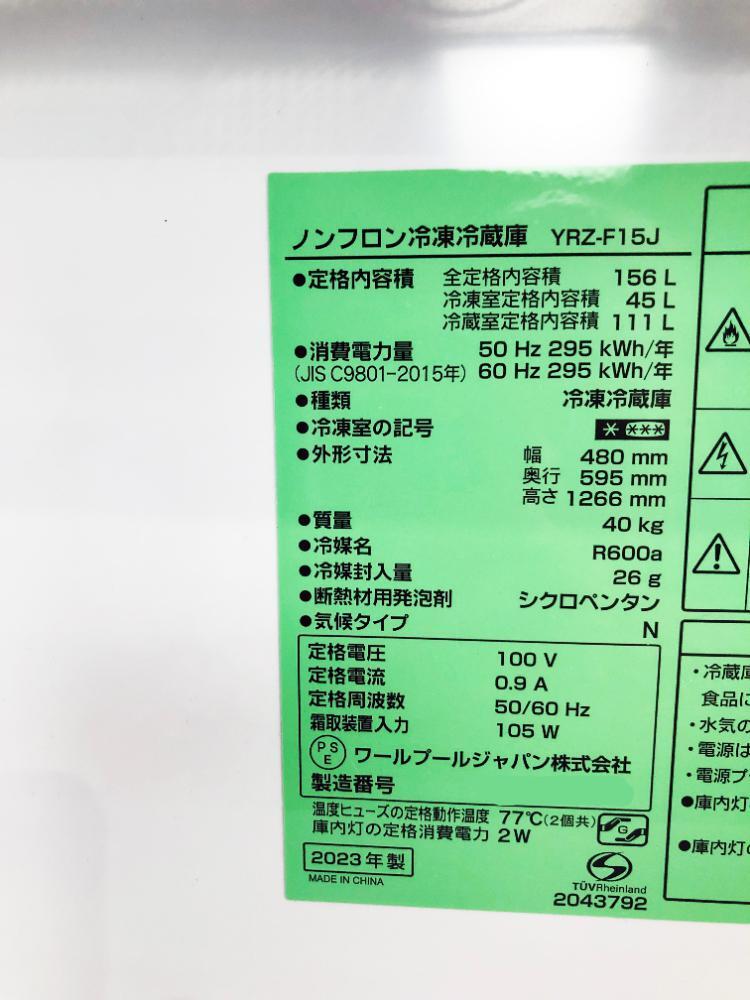 ノンフロン冷凍冷蔵庫 YRZ-F15J
●定格内容積 全定格内容積 156 L
冷凍室定格内容積 45 L
冷蔵室定格内容積 111 L
●消費電力量 50 Hz 295 kWh/年
(JIS C9801-2015年) 60 Hz 295 kWh/年
●種類 冷凍冷蔵庫
●冷凍室の記号
●外形寸法 幅 480 mm
奥行 595 mm
高さ 1266 mm
●質量 40 kg
●冷媒名 R600a
●冷媒封入量 26 g
●断熱材用発泡剤 シクロペンタン
●気候タイプ N
定格電圧 100 V
定格電流 0.9 A
定格周波数 50/60 Hz
霜取装置入力 105 W
PSE ワールプールジャパン株式会社
製造番号
温度ヒューズの定格動作温度 77℃(2個共)
庫内灯の定格消費電力 2W
G
2023年製
MADE IN CHINA
TÜVRheinland
2043792
・冷蔵庫
食品に
・水気の
・電源は
・電源プ
●庫内灯
●庫内灯の